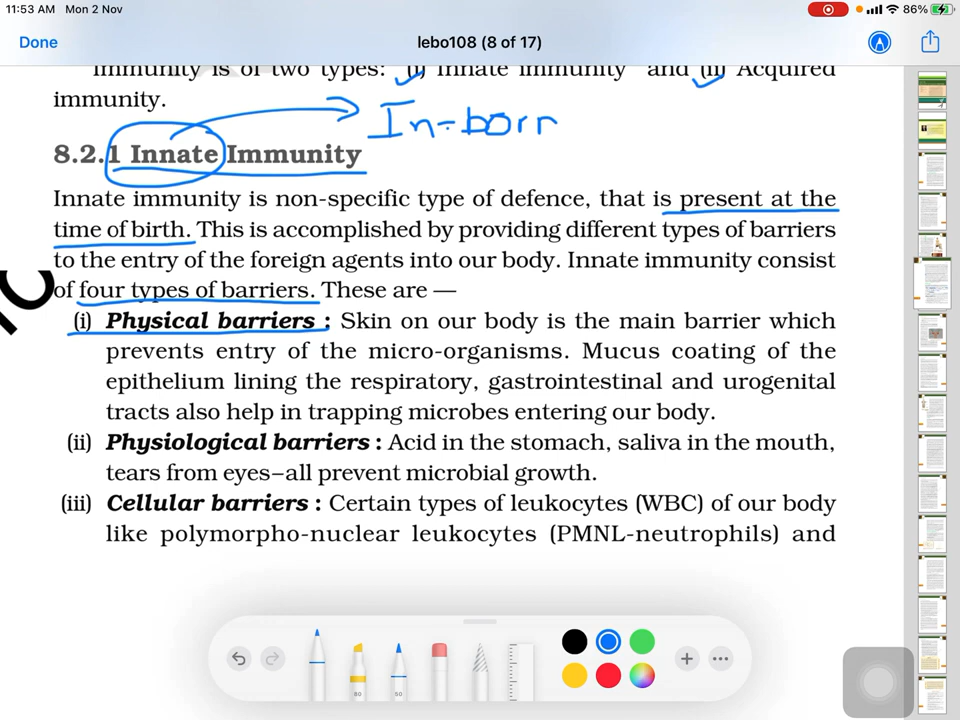 11:53 AM Mon 2 Nov
86%
Done
lebo108 (8 of 17)
Immunity is of two types: (i) Innate immunity and (ii) Acquired
immunity.
In-born
8.2.1 Innate Immunity
Innate immunity is non-specific type of defence, that is present at the
time of birth. This is accomplished by providing different types of barriers
to the entry of the foreign agents into our body. Innate immunity consist
of four types of barriers. These are —
(i) Physical barriers : Skin on our body is the main barrier which
prevents entry of the micro-organisms. Mucus coating of the
epithelium lining the respiratory, gastrointestinal and urogenital
tracts also help in trapping microbes entering our body.
(ii) Physiological barriers : Acid in the stomach, saliva in the mouth,
tears from eyes–all prevent microbial growth.
(iii) Cellular barriers : Certain types of leukocytes (WBC) of our body
like polymorpho-nuclear leukocytes (PMNL-neutrophils) and
80
50